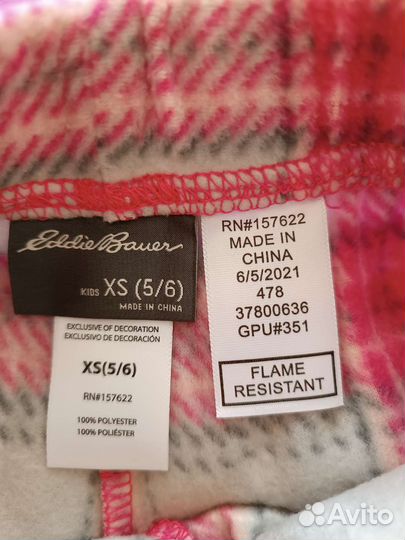 Eddie Bauer
KIDS XS (5/6)
MADE IN CHINA
EXCLUSIVE OF DECORATION
EXCLUSIVO DE DECORACIÓN
XS(5/6)
RN#157622
100% POLYESTER
100% POLIÉSTER
RN#157622
MADE IN
CHINA
6/5/2021
478
37800636
GPU#351
FLAME
RESISTANT
Avito